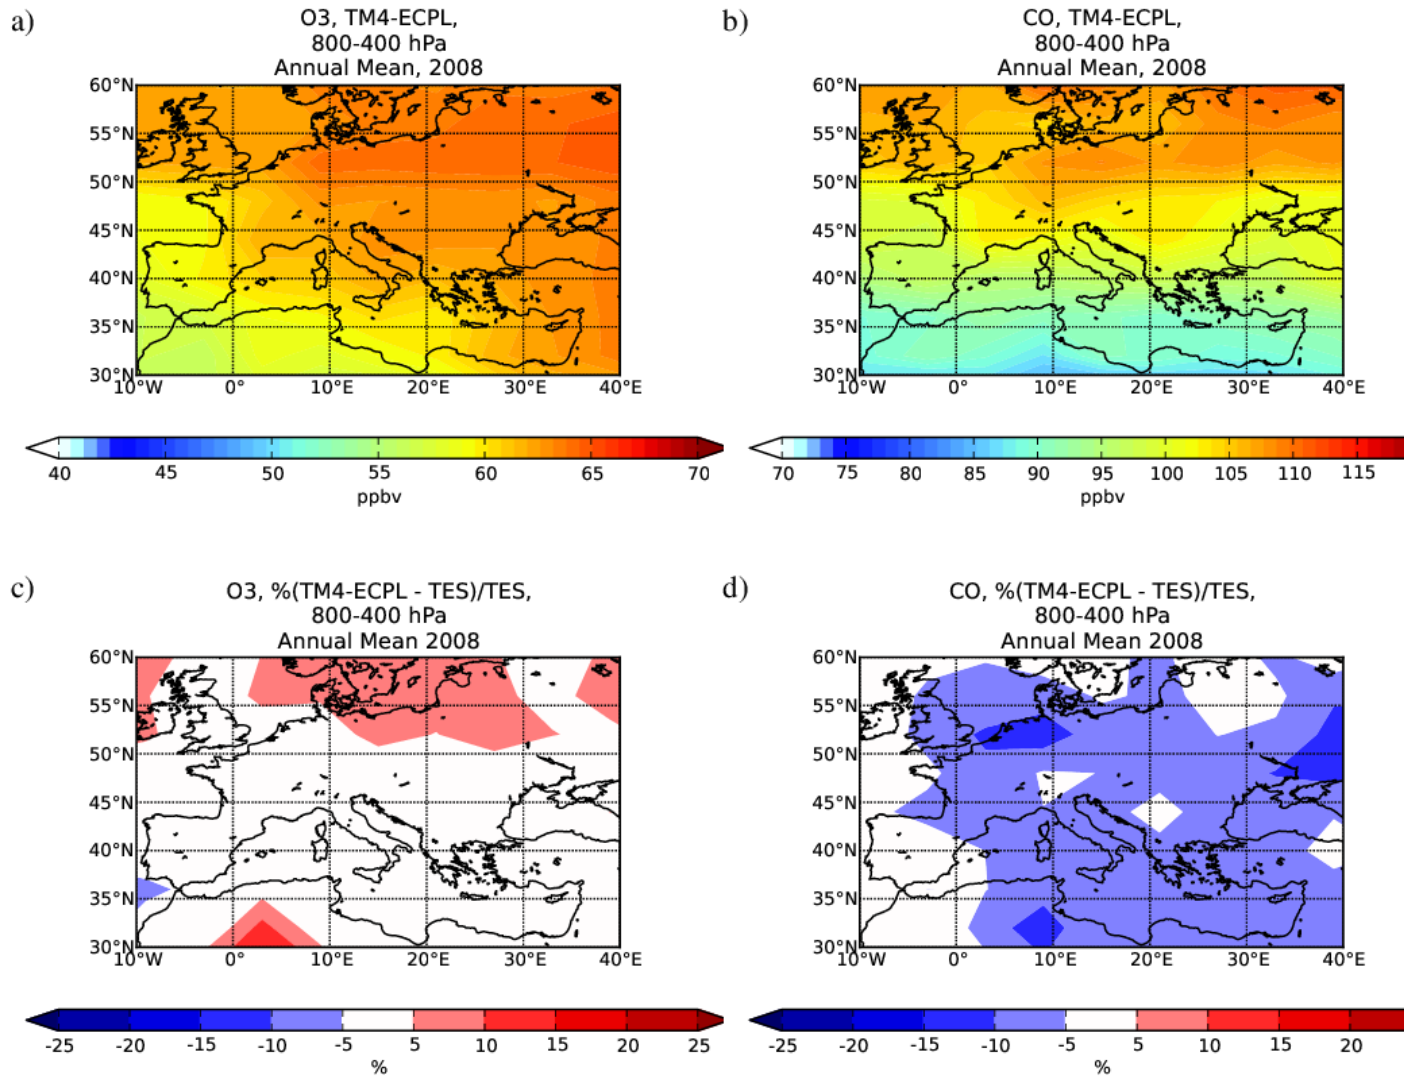 a)
O3, TM4-ECPL,
800-400 hPa
Annual Mean, 2008
60°N
55°N
50°N
45°N
40°N
35°N
30°N
10°W 0° 10°E 20°E 30°E 40°E
40 45 50 55 60 65 70
ppbv
b)
CO, TM4-ECPL,
800-400 hPa
Annual Mean, 2008
60°N
55°N
50°N
45°N
40°N
35°N
30°N
10°W 0° 10°E 20°E 30°E 40°E
70 75 80 85 90 95 100 105 110 115
ppbv
c)
O3, %(TM4-ECPL - TES)/TES,
800-400 hPa
Annual Mean 2008
60°N
55°N
50°N
45°N
40°N
35°N
30°N
10°W 0° 10°E 20°E 30°E 40°E
-25 -20 -15 -10 -5 5 10 15 20 25
%
d)
CO, %(TM4-ECPL - TES)/TES,
800-400 hPa
Annual Mean 2008
60°N
55°N
50°N
45°N
40°N
35°N
30°N
10°W 0° 10°E 20°E 30°E 40°E
-25 -20 -15 -10 -5 5 10 15 20
%